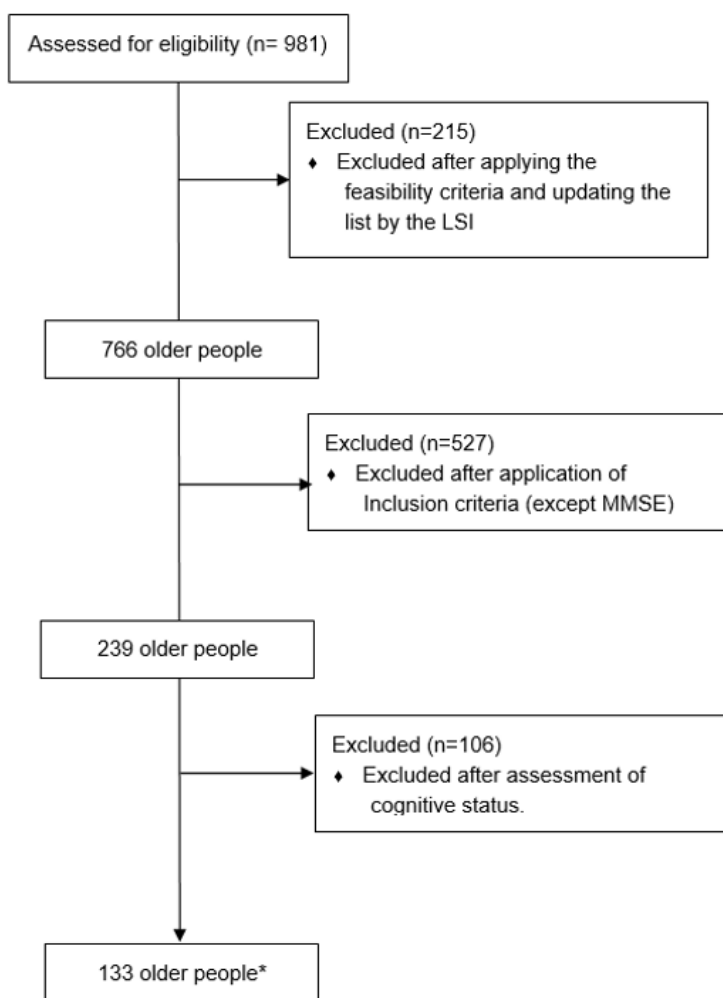 Assessed for eligibility (n= 981)
Excluded (n=215)
♦ Excluded after applying the
feasibility criteria and updating the
list by the LSI
766 older people
Excluded (n=527)
♦ Excluded after application of
Inclusion criteria (except MMSE)
239 older people
Excluded (n=106)
♦ Excluded after assessment of
cognitive status.
133 older people*